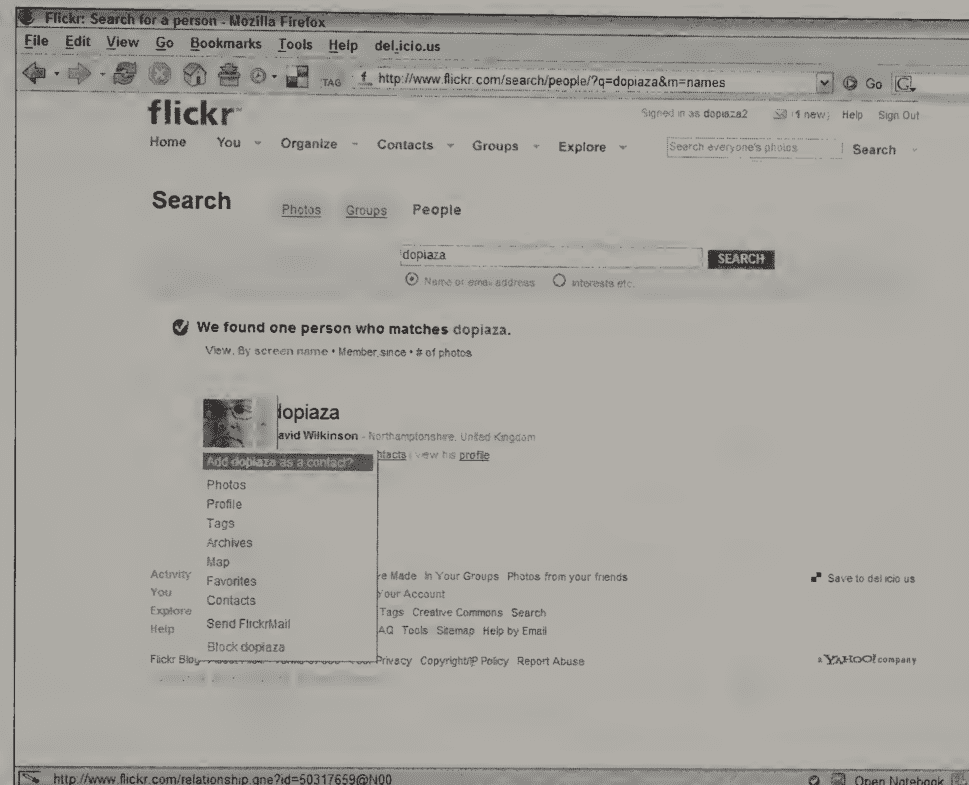 Flickr: Search for a person - Mozilla Firefox
File Edit View Go Bookmarks Tools Help del.icio.us
TAG http://www.flickr.com/search/people/?q=dopiaza&m=names Go
flickr
Signed in as dopiaza2 (1 new) Help Sign Out
Home You Organize Contacts Groups Explore Search everyone's photos Search
Search Photos Groups People
dopiaza SEARCH
Name or email address interests etc.
We found one person who matches dopiaza.
View: By screen name • Member since • # of photos
dopiaza
avid Wilkinson - Northamptonshire, United Kingdom
ntacts view his profile
Add dopiaza as a contact?
Photos
Profile
Tags
Archives
Map
Favorites
Contacts
Send FlickrMail
Block dopiaza
Activity e Made In Your Groups Photos from your friends Save to del.icio.us
You Your Account
Explore Tags Creative Commons Search
Help AQ Tools Sitemap Help by Email
Flickr Blog Privacy Copyright/IP Policy Report Abuse a YAHOO! company
http://www.flickr.com/relationship.gne?id=50317659@N00 Open Notebook